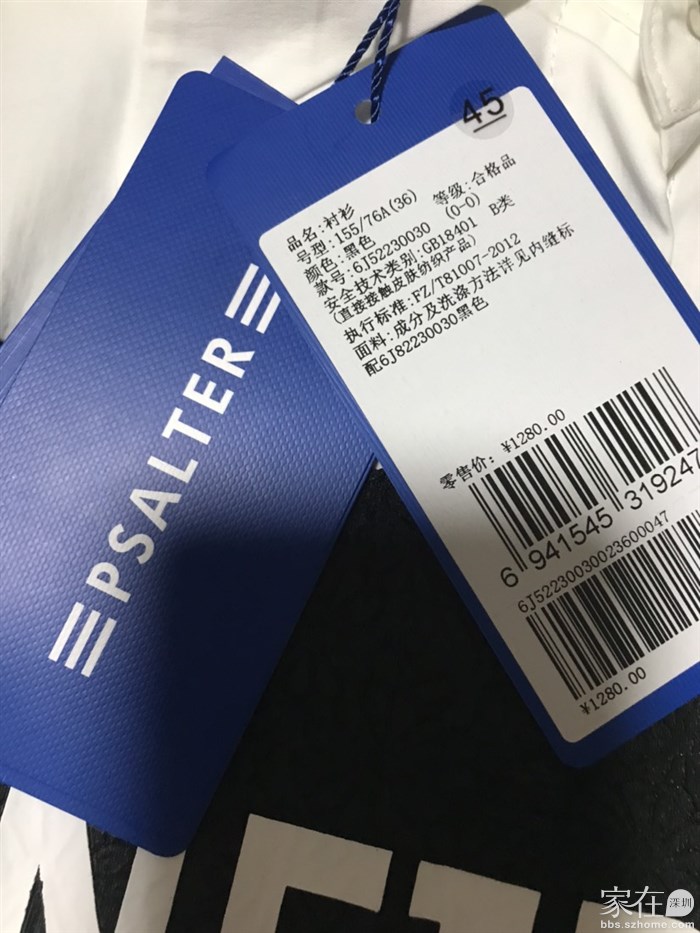 PSALTER
45
品名:衬衫 等级:合格品
号型:155/76A(36) (0-0)
颜色:黑色
款号:6J52230030
安全技术类别:GB18401 B类
(直接接触皮肤纺织产品)
执行标准:FZ/T81007-2012
面料:成分及洗涤方法详见内缝标
配6J82230030黑色
零售价: ¥1280.00
6 941545 319247
6J52230030023600047
¥1280.00
家在深圳
bbs.szhome.com